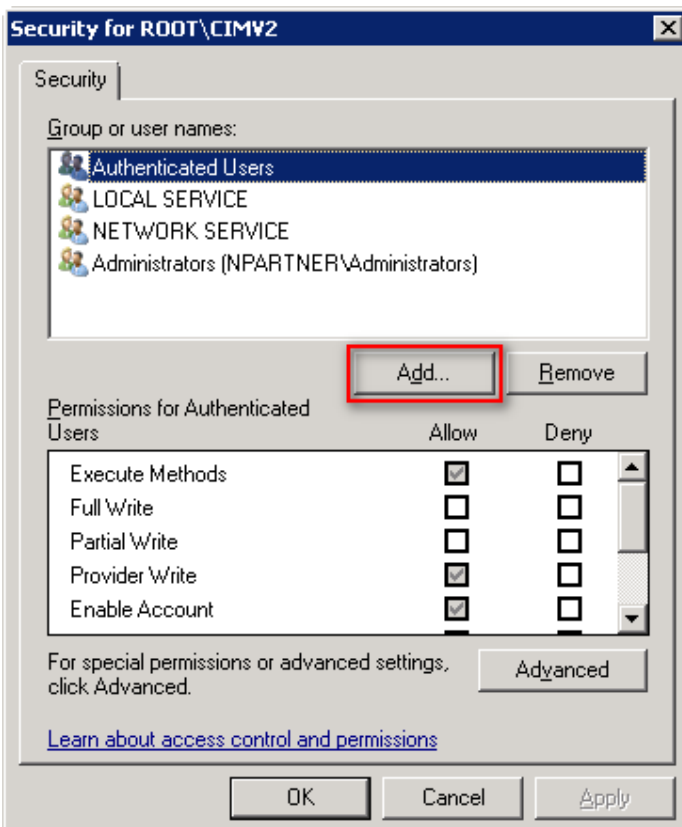 Security for ROOT\CIMV2
Security
Group or user names:
Authenticated Users
LOCAL SERVICE
NETWORK SERVICE
Administrators (NPARTNER\Administrators)
Add... Remove
Permissions for Authenticated
Users Allow Deny
Execute Methods
Full Write
Partial Write
Provider Write
Enable Account
For special permissions or advanced settings,
click Advanced. Advanced
Learn about access control and permissions
OK Cancel Apply